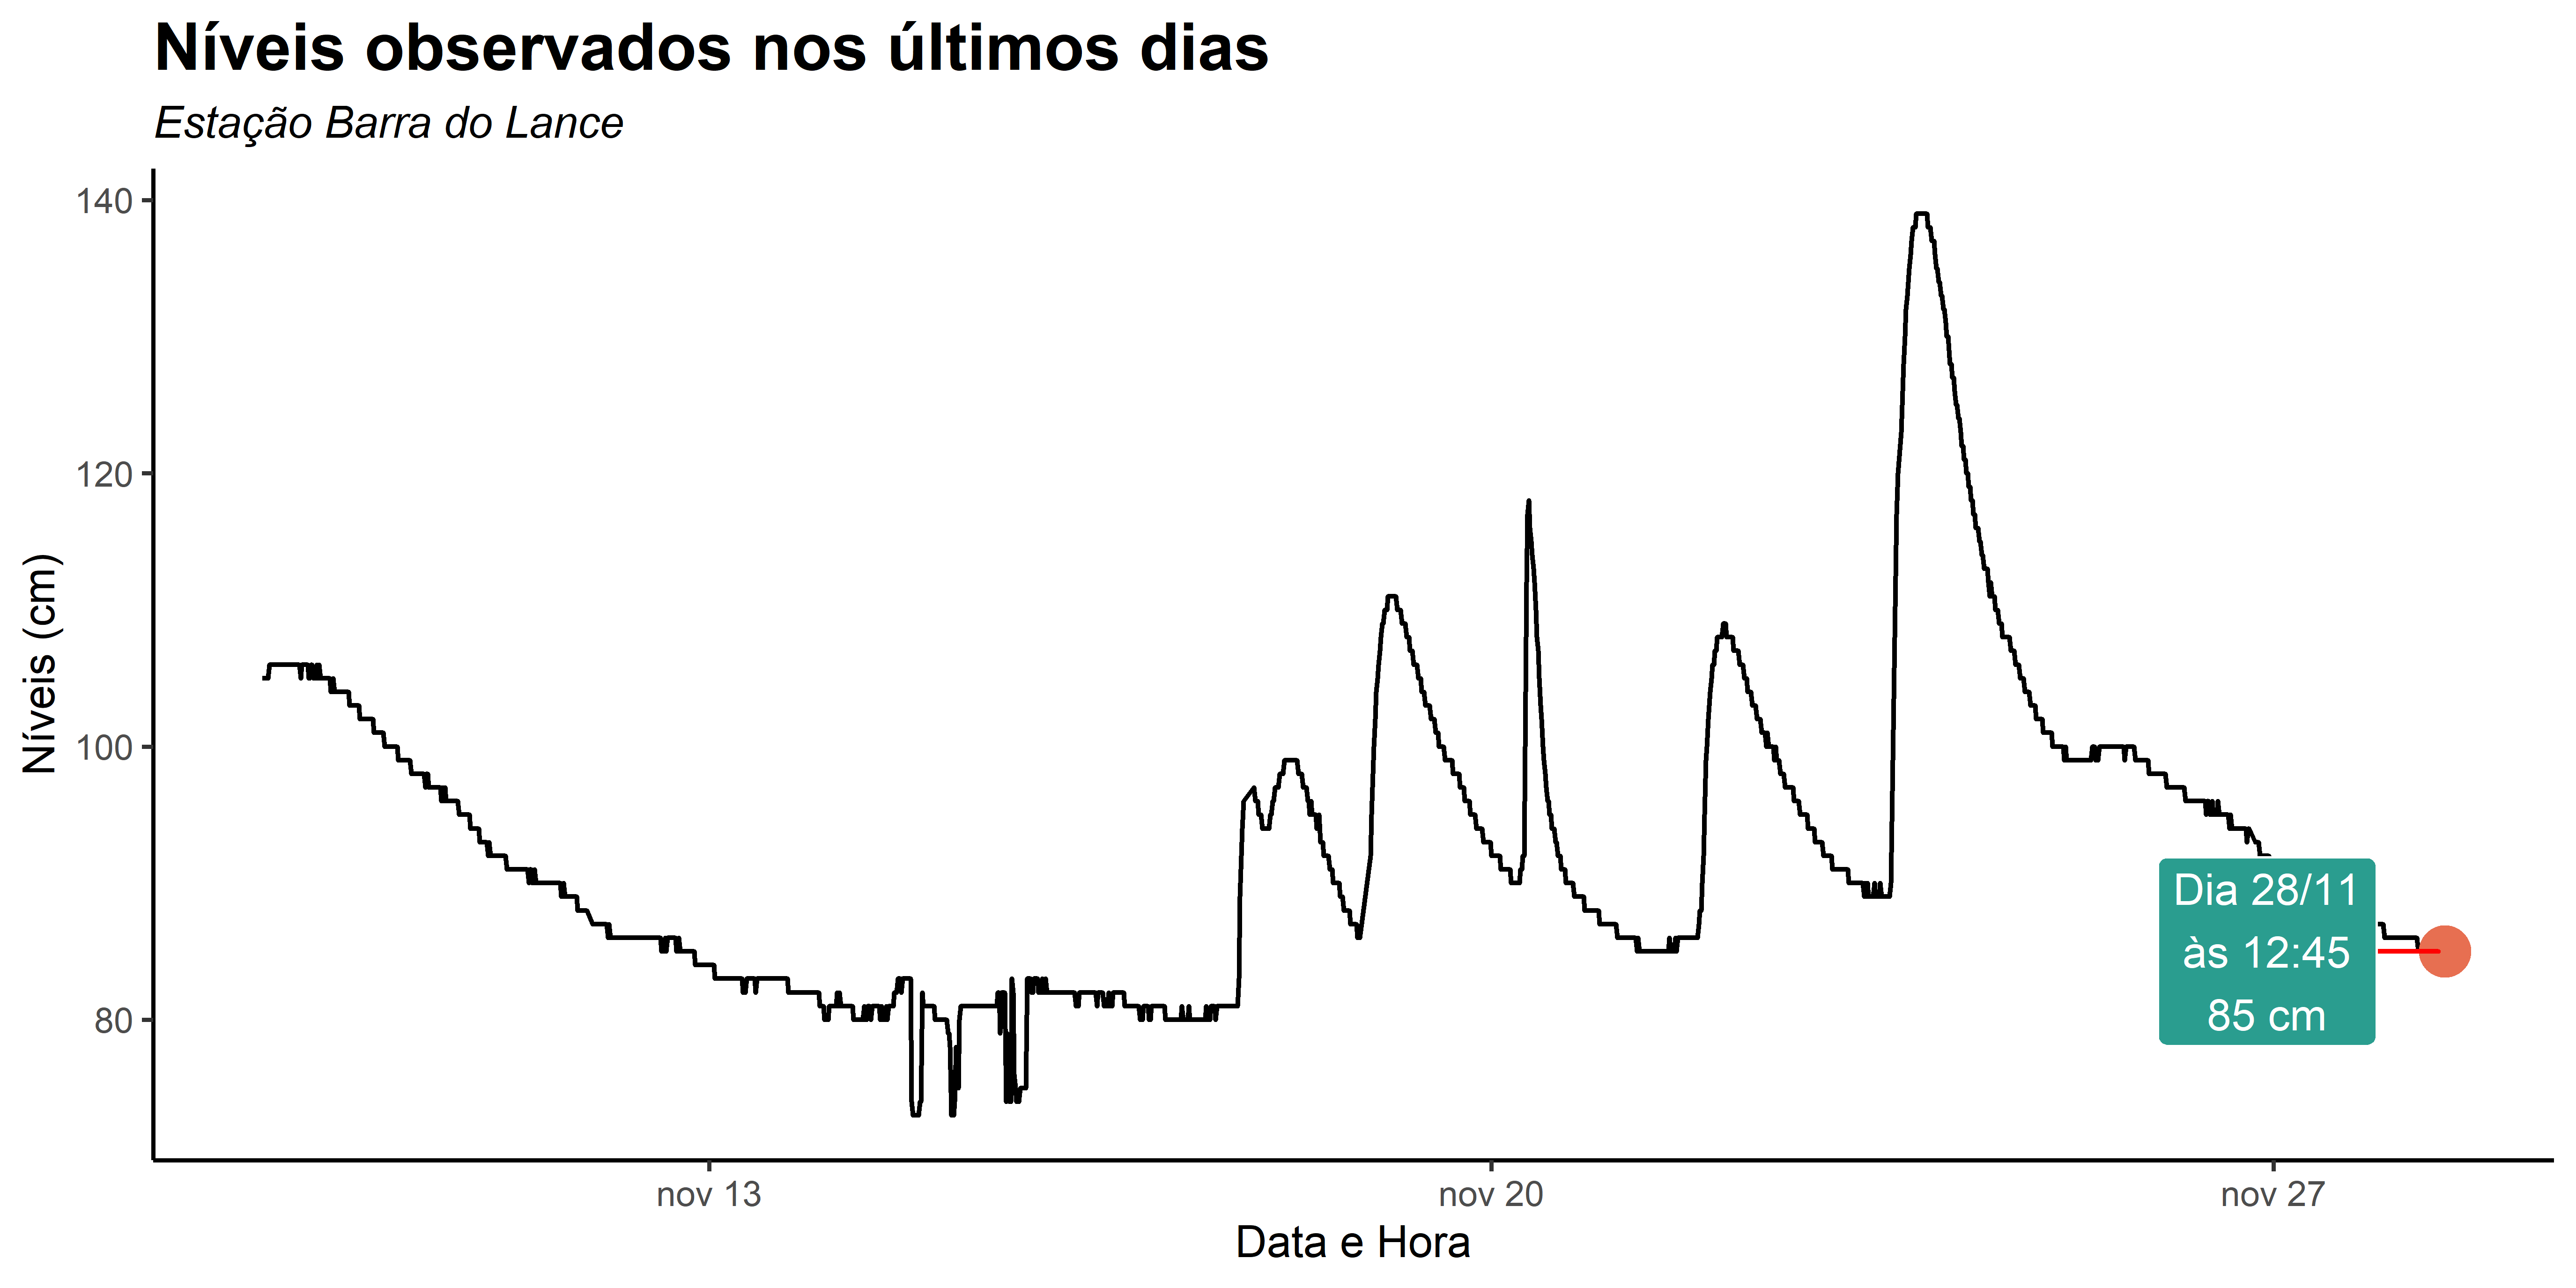 Níveis observados nos últimos dias
Estação Barra do Lance
Níveis (cm)
140
120
100
80
Dia 28/11
às 12:45
85 cm
nov 13
nov 20
nov 27
Data e Hora